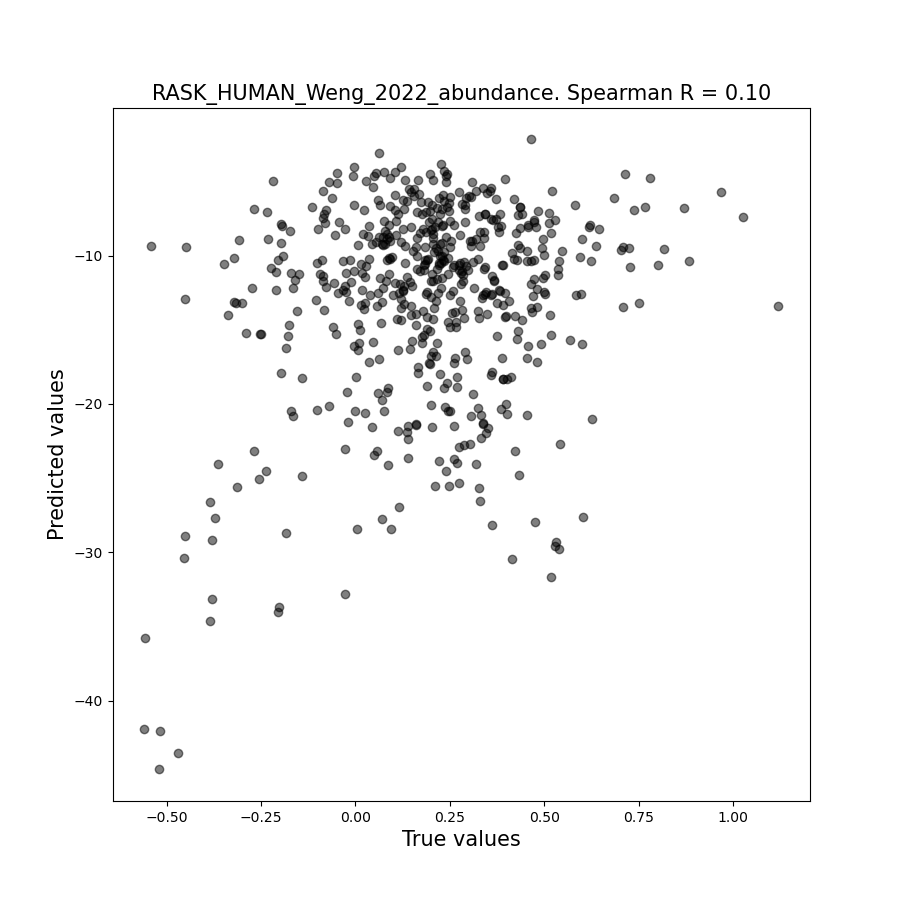 RASK_HUMAN_Weng_2022_abundance. Spearman R = 0.10
Predicted values
−10
−20
−30
−40
−0.50 −0.25 0.00 0.25 0.50 0.75 1.00
True values